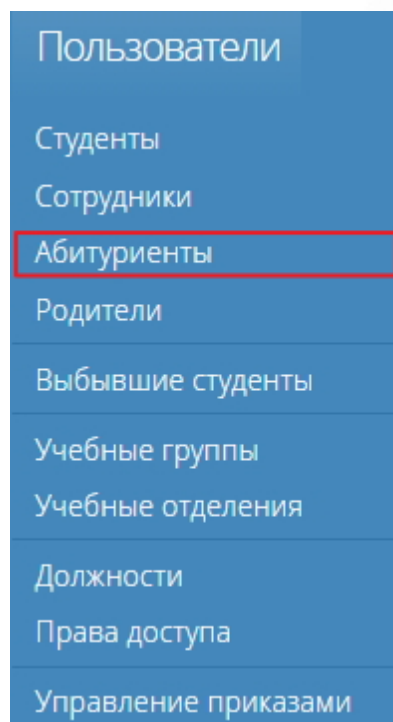 Пользователи
Студенты
Сотрудники
Абитуриенты
Родители
Выбывшие студенты
Учебные группы
Учебные отделения
Должности
Права доступа
Управление приказами